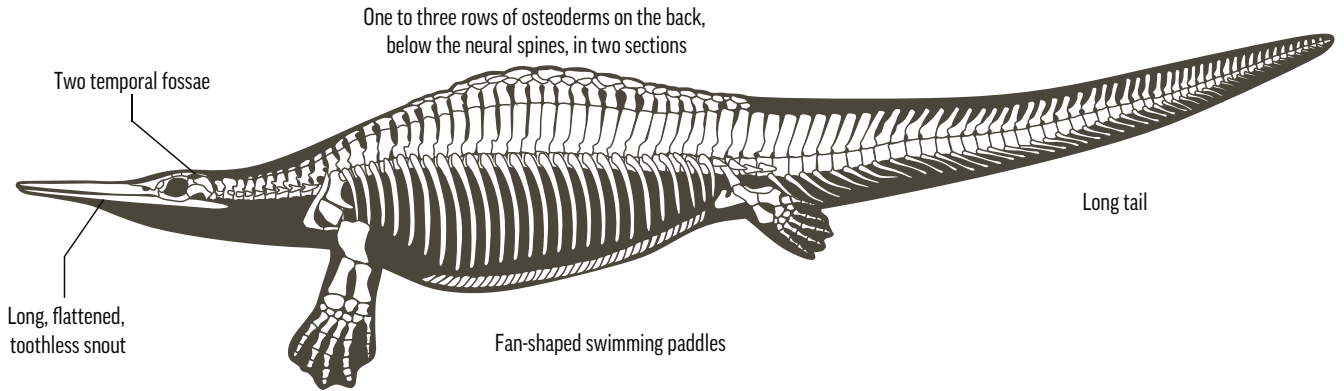 One to three rows of osteoderms on the back,
below the neural spines, in two sections
Two temporal fossae
Long tail
Long, flattened,
toothless snout
Fan-shaped swimming paddles